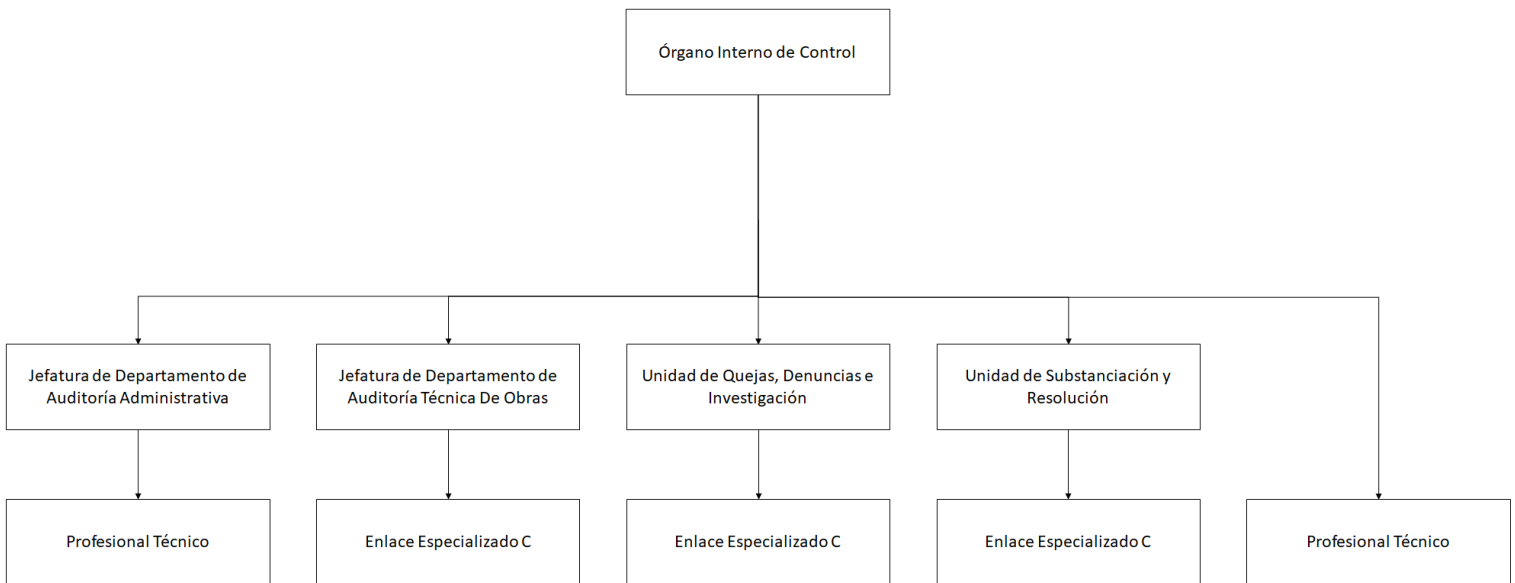 Órgano Interno de Control
Jefatura de Departamento de
Auditoría Administrativa
Jefatura de Departamento de
Auditoría Técnica De Obras
Unidad de Quejas, Denuncias e
Investigación
Unidad de Substanciación y
Resolución
Profesional Técnico
Enlace Especializado C
Enlace Especializado C
Enlace Especializado C
Profesional Técnico